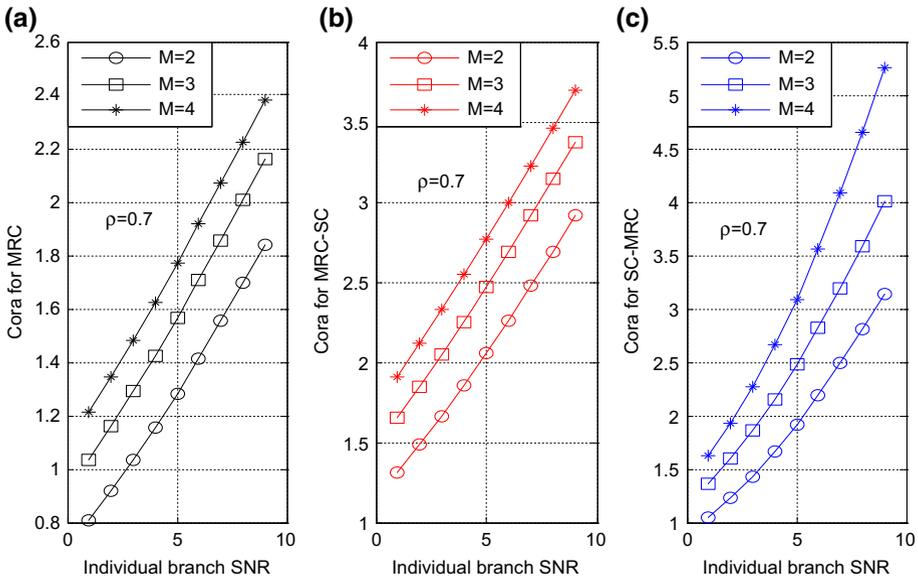 (a)
2.6
2.4
2.2
2
1.8
1.6
1.4
1.2
1
0.8
0
5
10
Cora for MRC
Individual branch SNR
M=2
M=3
M=4
ρ=0.7
(b)
4
3.5
3
2.5
2
1.5
1
0
5
10
Cora for MRC-SC
Individual branch SNR
M=2
M=3
M=4
ρ=0.7
(c)
5.5
5
4.5
4
3.5
3
2.5
2
1.5
1
0
5
10
Cora for SC-MRC
Individual branch SNR
M=2
M=3
M=4
ρ=0.7